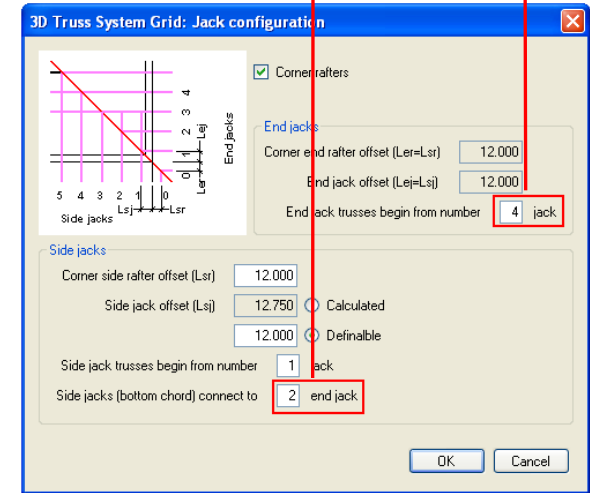 3D Truss System Grid: Jack configuration
Corner rafters
4
3
2
1
0
Lej
Ler
End jacks
5 4 3 2 1 0
Lsj Lsr
Side jacks
End jacks
Corner end rafter offset (Ler=Lsr) 12.000
End jack offset (Lej=Lsj) 12.000
End jack trusses begin from number 4 jack
Side jacks
Corner side rafter offset (Lsr) 12.000
Side jack offset (Lsj) 12.750 Calculated
12.000 Definalble
Side jack trusses begin from number 1 jack
Side jacks (bottom chord) connect to 2 end jack
OK Cancel